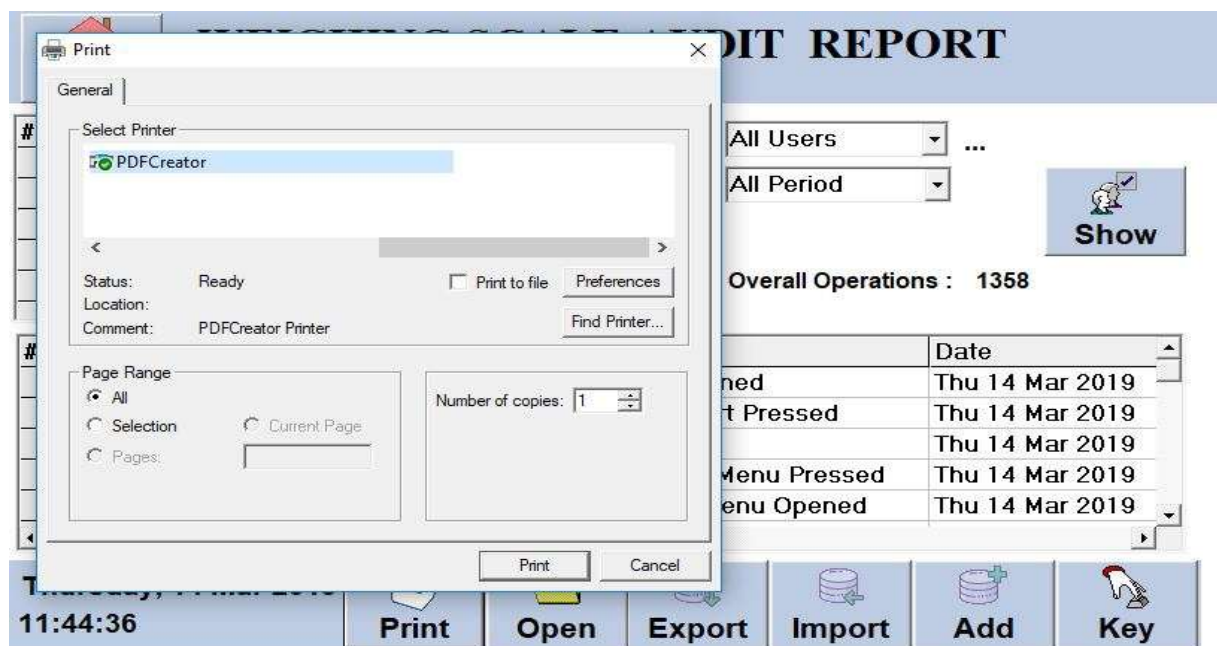 Print
AUDIT REPORT
General
Select Printer
PDFCreator
Status: Ready
Print to file
Preferences
Location:
Comment: PDFCreator Printer
Find Printer...
Page Range
All
Selection
Current Page
Pages:
Number of copies: 1
Print
Cancel
#
All Users
...
All Period
Show
Overall Operations : 1358
#
Date
ned
Thu 14 Mar 2019
t Pressed
Thu 14 Mar 2019
Thu 14 Mar 2019
Menu Pressed
Thu 14 Mar 2019
enu Opened
Thu 14 Mar 2019
11:44:36
Print
Open
Export
Import
Add
Key